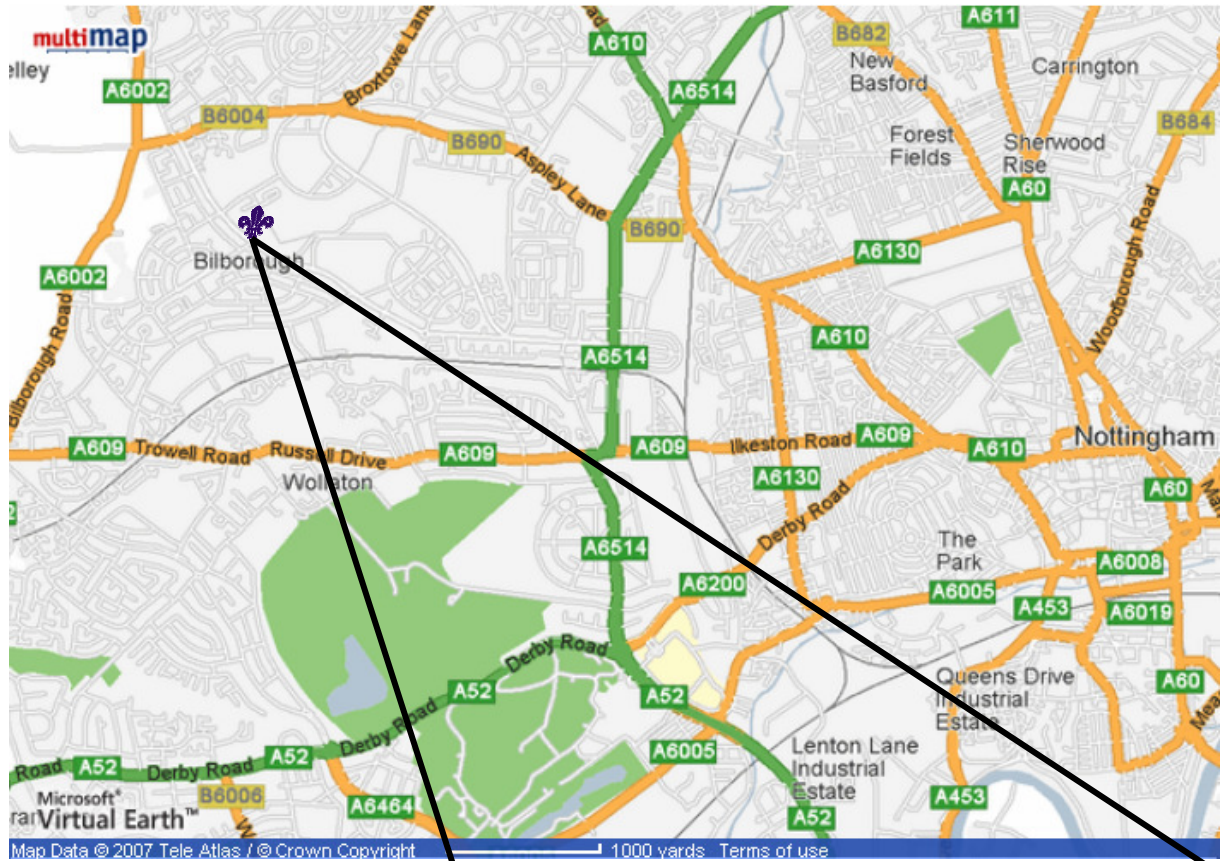 multimap
elley
A6002
B6004
Broxtowe Lane
B690
Aspley Lane
B690
A610
A6514
B682
New
Basford
A611
Carrington
B684
Forest
Fields
Sherwood
Rise
A60
Woodborough Road
A6130
A610
A6002
Bilborough
Bilborough Road
A6514
A609
Trowell Road
Russell Drive
A609
A609
Ilkeston Road
A609
A610
Nottingham
Wollaton
A6130
Derby Road
A60
A6514
The
Park
A6008
A6200
A6005
A453
A6019
Derby Road
A52
A52
Queens Drive
Industrial
Estate
A60
Derby Road
A52
A6005
Lenton Lane
Industrial
Estate
Road
A52
Derby Road
B6006
A6464
A453
A52
Microsoft®
Virtual Earth™
Map Data © 2007 Tele Atlas / © Crown Copyright
1000 yards
Terms of use